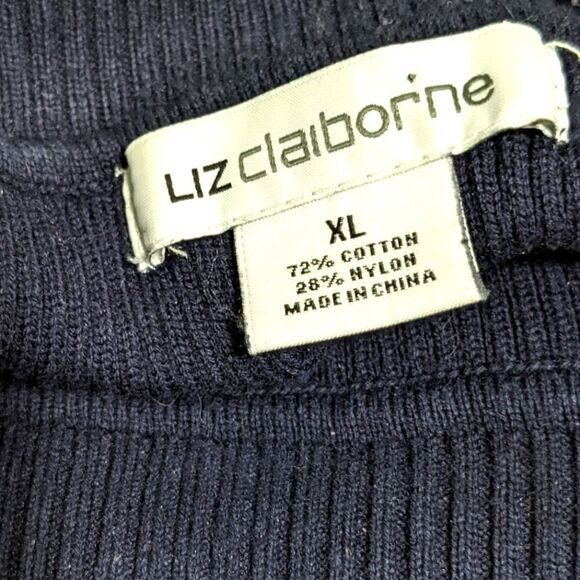 LIZ claiborne
XL
72% COTTON
28% NYLON
MADE IN CHINA